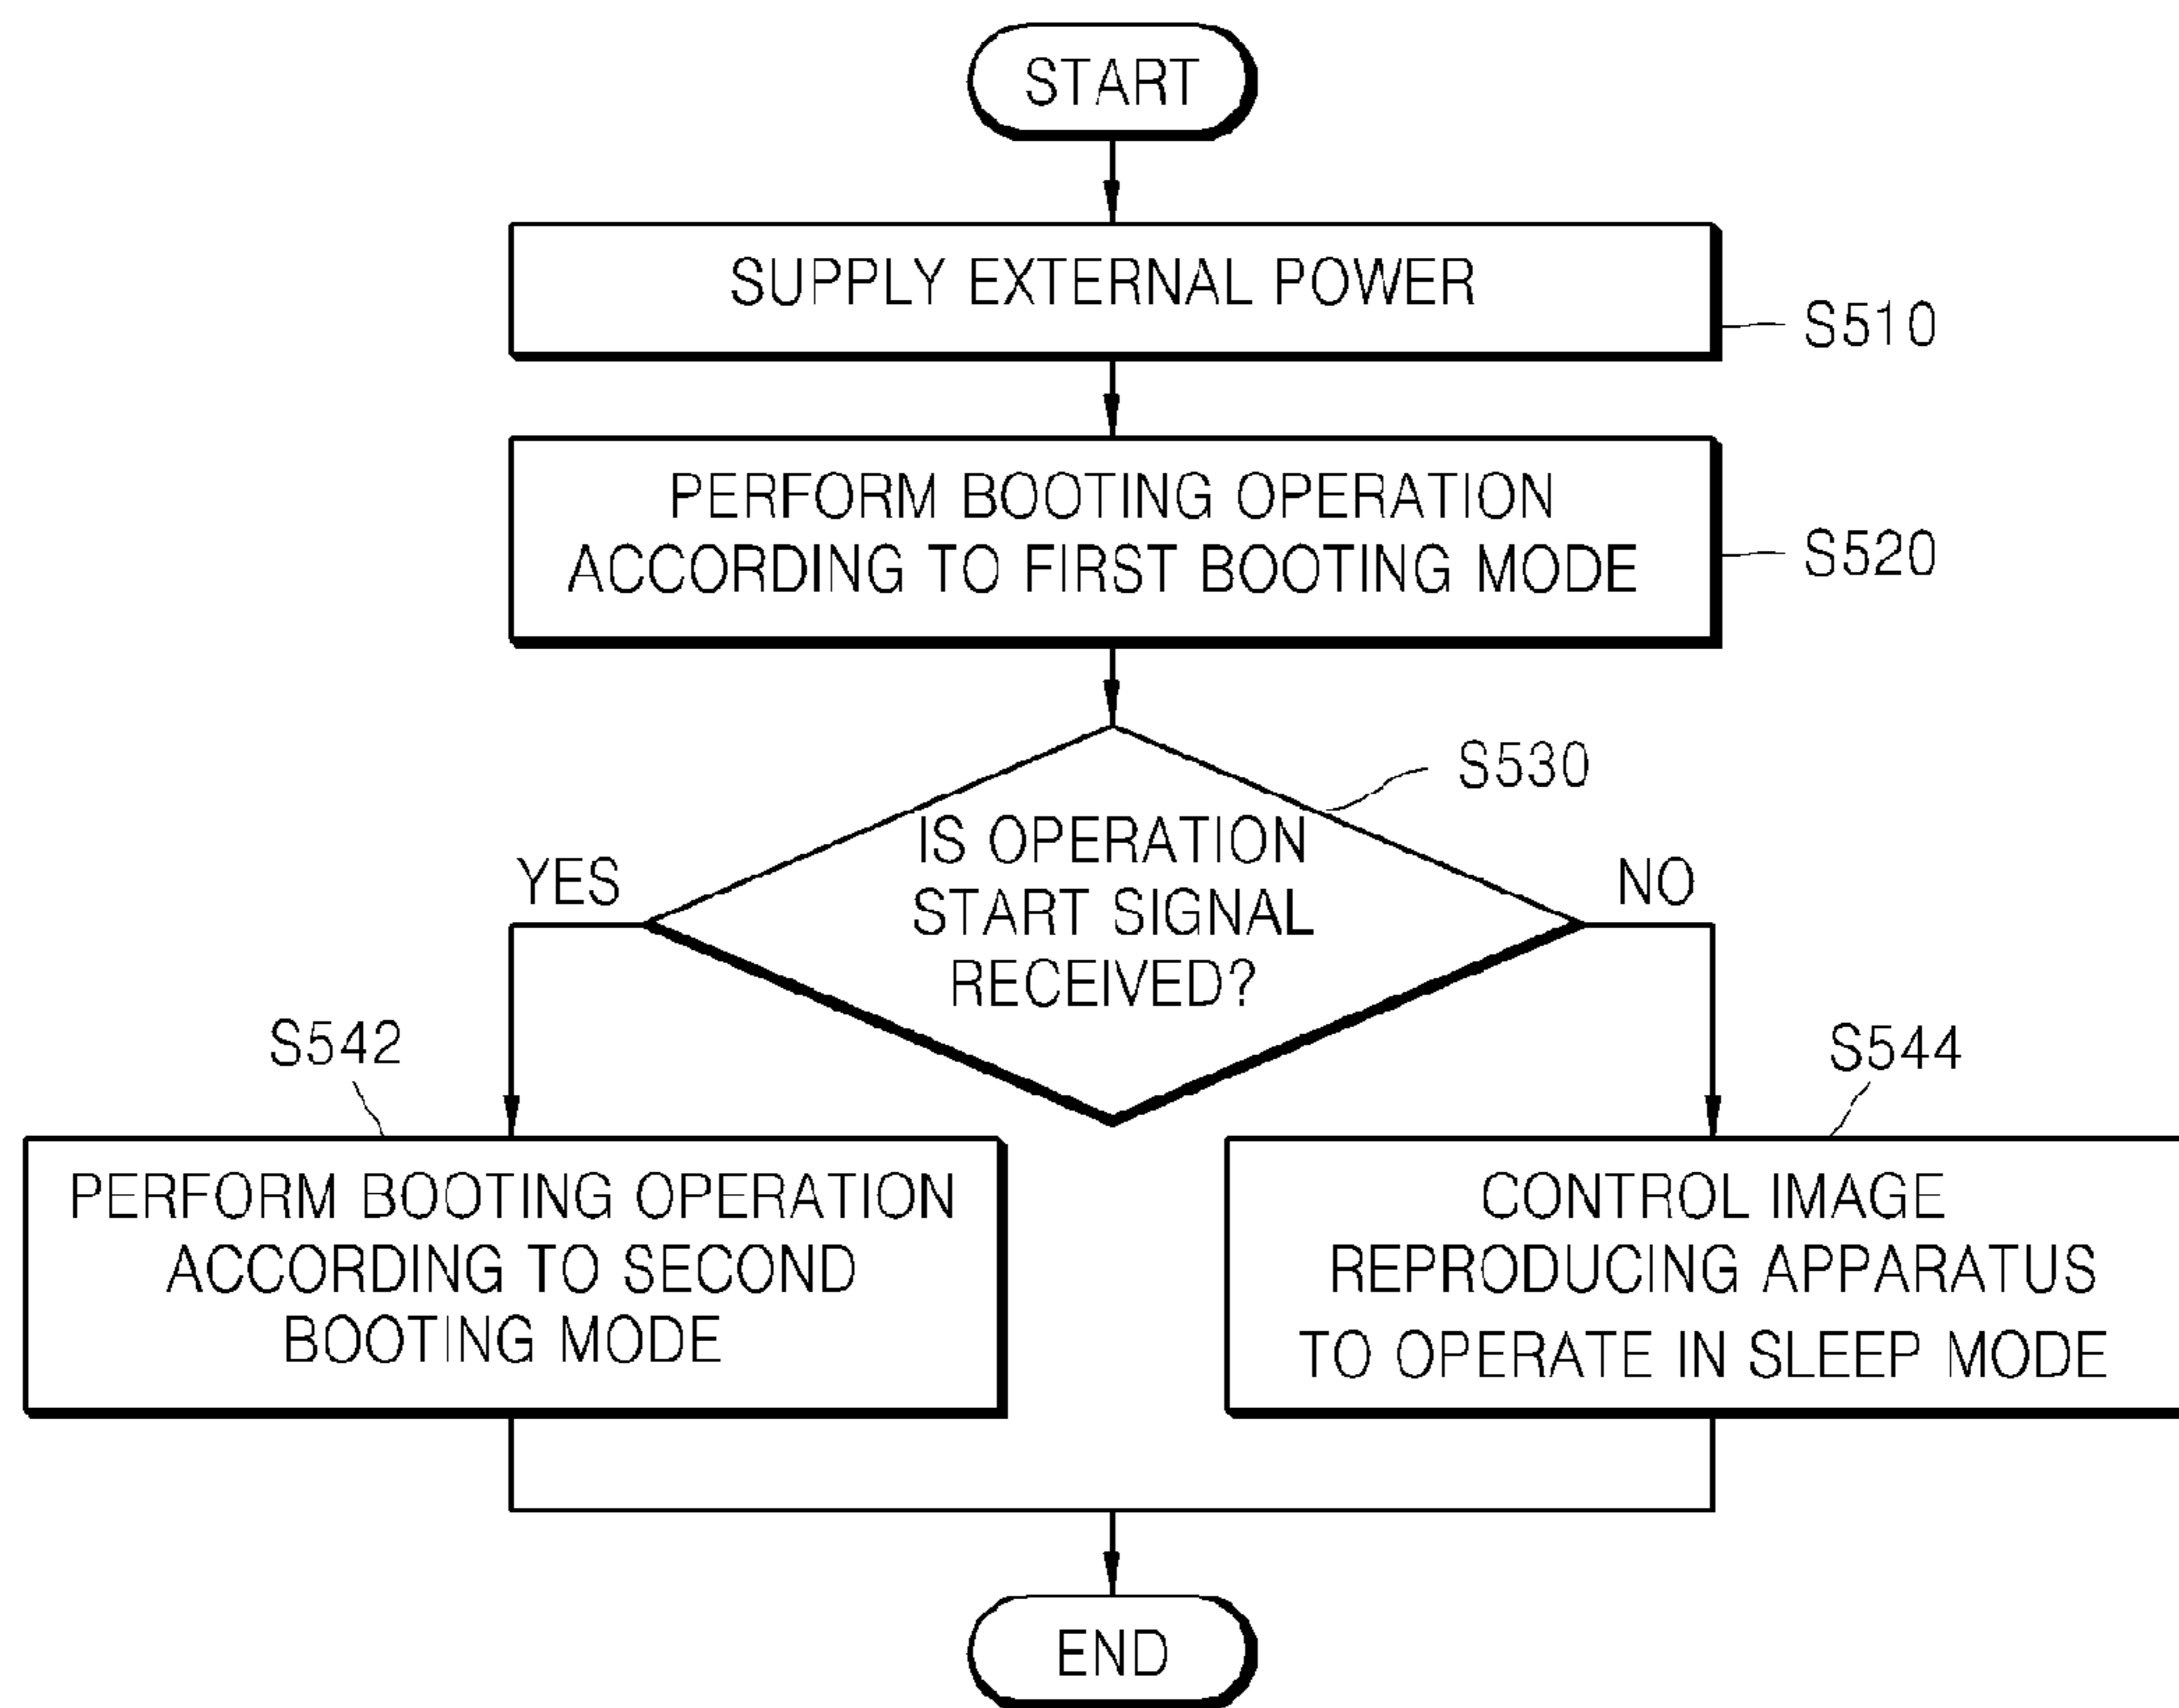 START
SUPPLY EXTERNAL POWER
S510
PERFORM BOOTING OPERATION
ACCORDING TO FIRST BOOTING MODE
S520
S530
IS OPERATION
START SIGNAL
RECEIVED?
YES
NO
S542
PERFORM BOOTING OPERATION
ACCORDING TO SECOND
BOOTING MODE
S544
CONTROL IMAGE
REPRODUCING APPARATUS
TO OPERATE IN SLEEP MODE
END